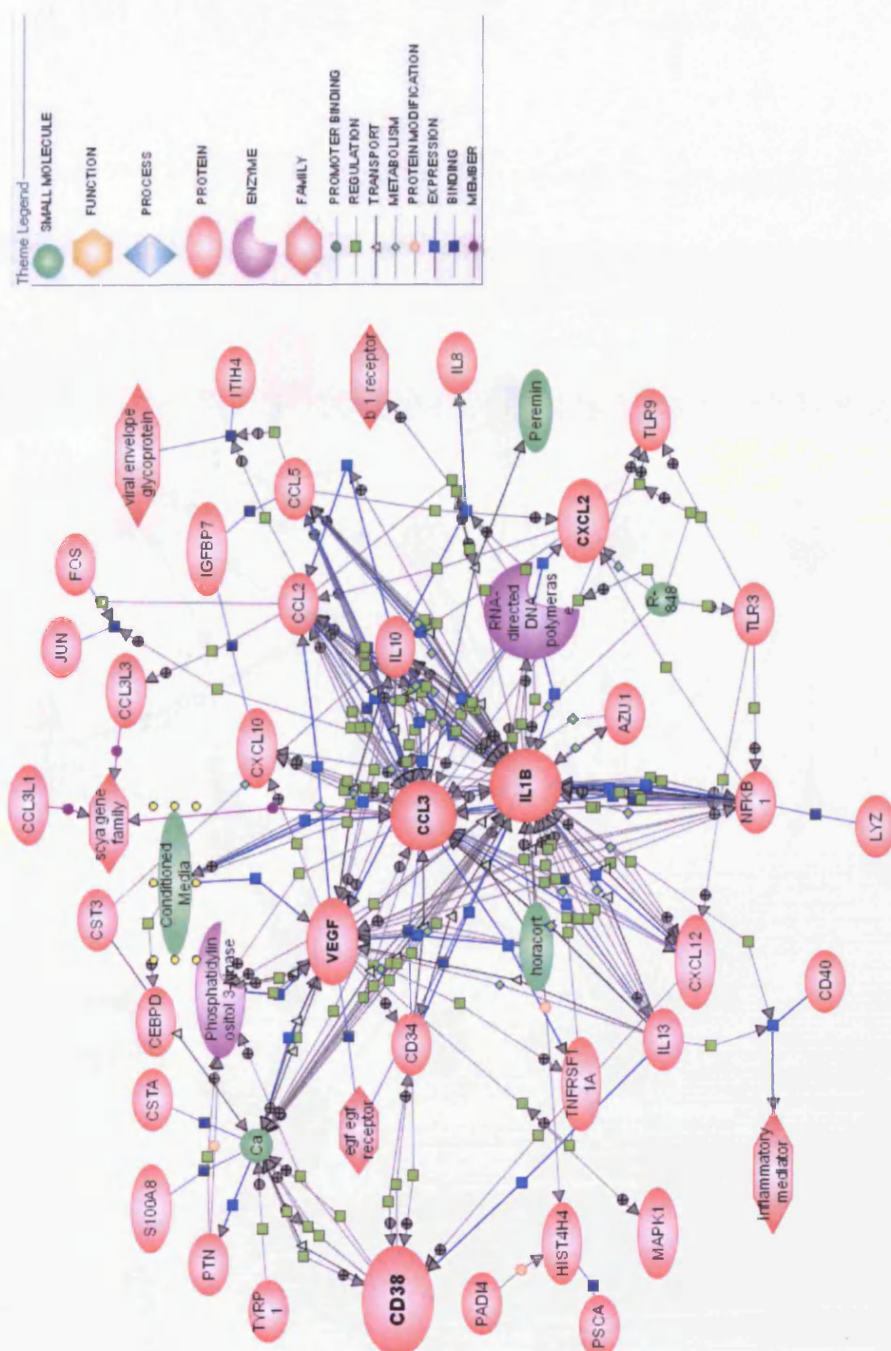 Theme Legend
SMALL MOLECULE
FUNCTION
PROCESS
PROTEIN
ENZYME
FAMILY
PROMOTER BINDING
REGULATION
TRANSPORT
METABOLISM
PROTEIN MODIFICATION
EXPRESSION
BINDING
MEMBER
viral envelope
glycoprotein
ITIH4
b 1 receptor
IL8
Peremin
TLR9
FOS
IGFBP7
CCL5
CXCL2
JUN
CCL2
IL10
RNA-
directed
DNA
polymeras
e
R-
848
TLR3
CCL3L3
CXCL10
AZU1
CCL3L1
scya gene
family
CCL3
IL1B
NFKB
1
LYZ
CST3
Conditioned
Media
VEGF
horacort
CXCL12
CD40
CEBPD
Phosphatidylin
ositol 3-kinase
CD34
TNFRSF1
1A
IL13
CSTA
Ca
egf egf
receptor
Inflammatory
mediator
S100A8
PTN
TYRP
1
CD38
HIST4H4
MAPK1
PADI4
PSCA